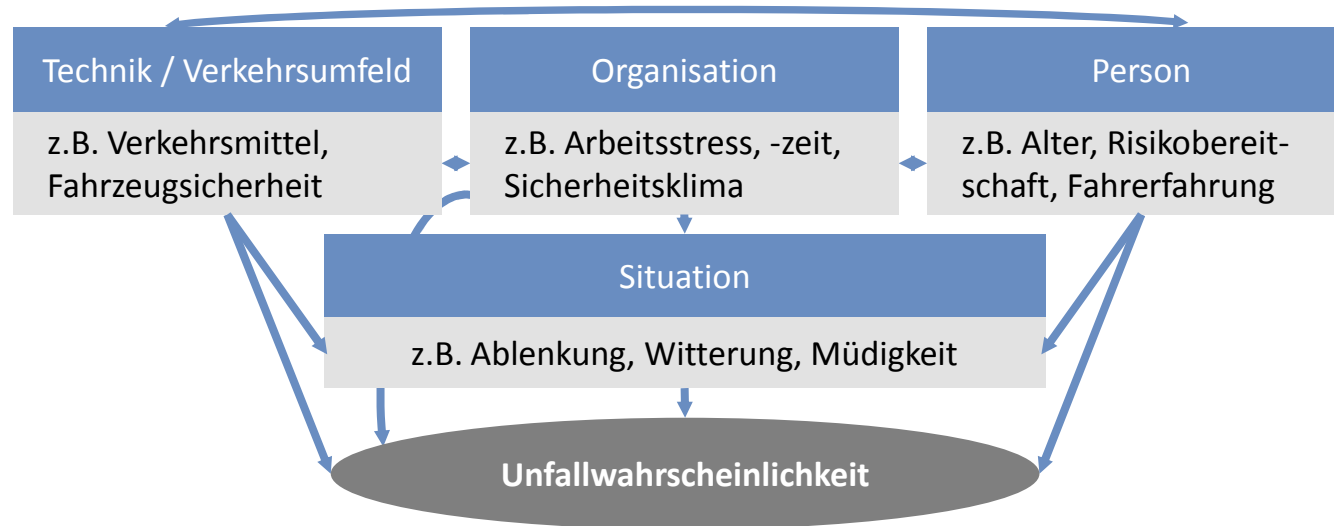 Technik / Verkehrsumfeld
z.B. Verkehrsmittel,
Fahrzeugsicherheit
Organisation
z.B. Arbeitsstress, -zeit,
Sicherheitsklima
Person
z.B. Alter, Risikobereit-
schaft, Fahrerfahrung
Situation
z.B. Ablenkung, Witterung, Müdigkeit
Unfallwahrscheinlichkeit